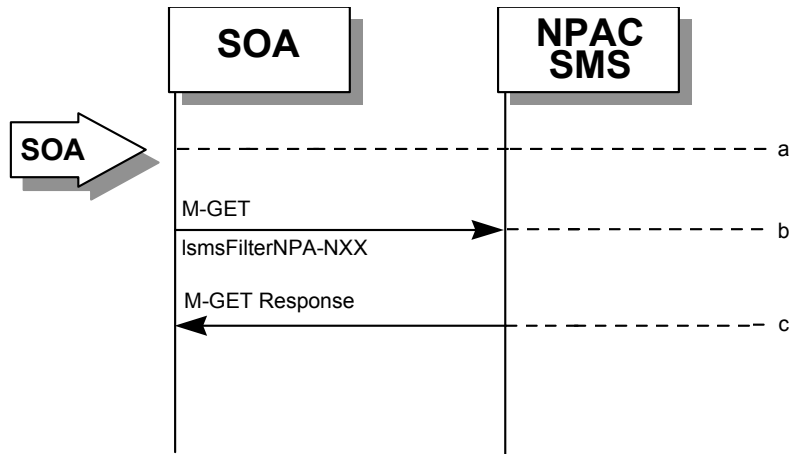 SOA
NPAC
SMS
SOA
a
M-GET
b
lsmsFilterNPA-NXX
M-GET Response
c